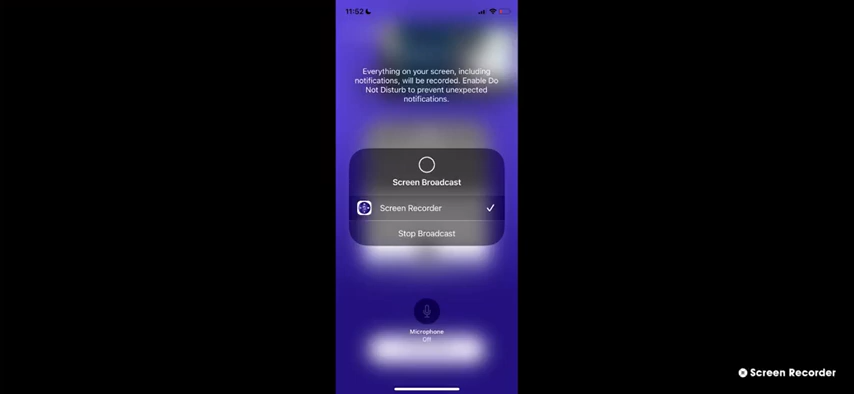 11:52
Everything on your screen, including
notifications, will be recorded. Enable Do
Not Disturb to prevent unexpected
notifications.
Screen Broadcast
Screen Recorder
Stop Broadcast
Microphone
Off
Screen Recorder